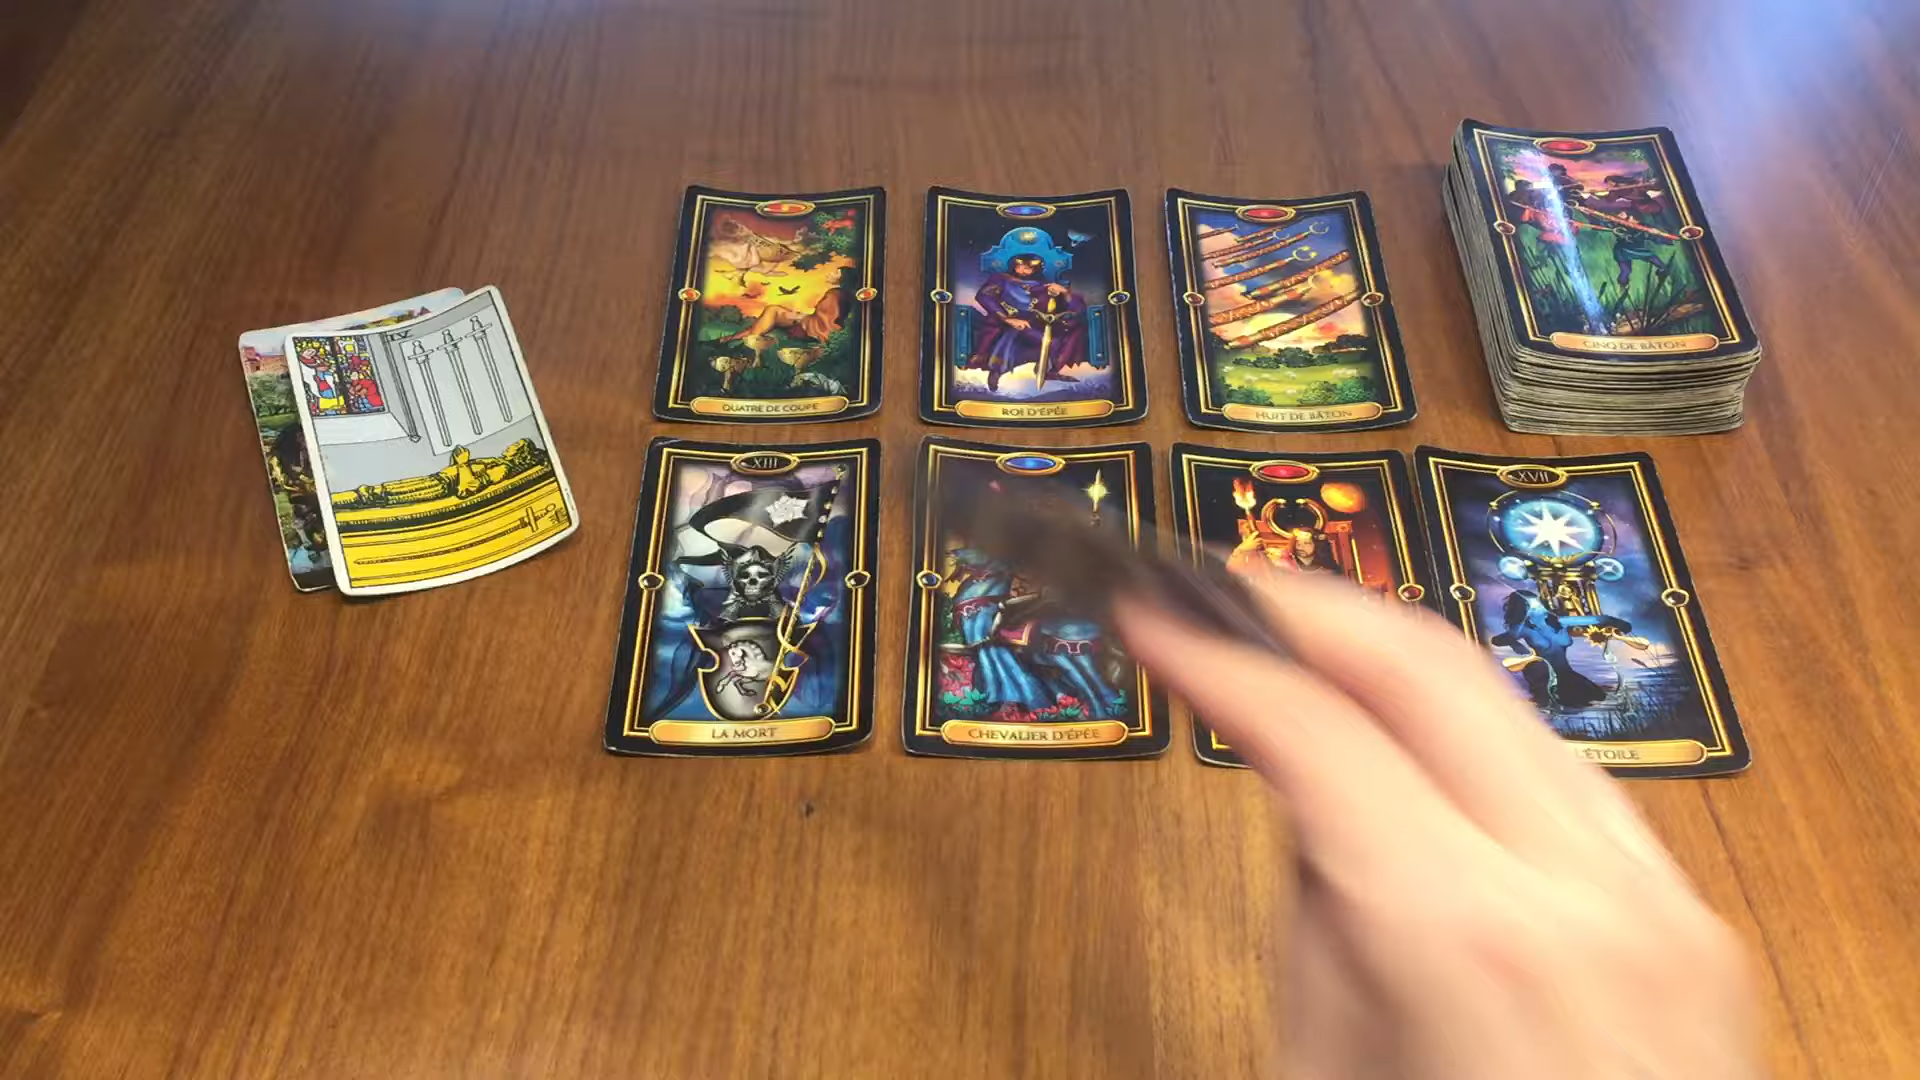 IV
QUATRE DE COUPE
ROI D'ÉPÉE
HUIT DE BÂTON
CINQ DE BÂTON
XIII
LA MORT
CHEVALIER D'ÉPÉE
XVII
L'ÉTOILE